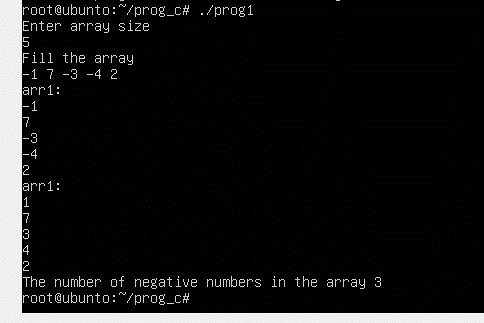 root@ubunto:~/prog_c# ./prog1
Enter array size
5
Fill the array
-1 7 -3 -4 2
arr1:
-1
7
-3
-4
2
arr1:
1
7
3
4
2
The number of negative numbers in the array 3
root@ubunto:~/prog_c#